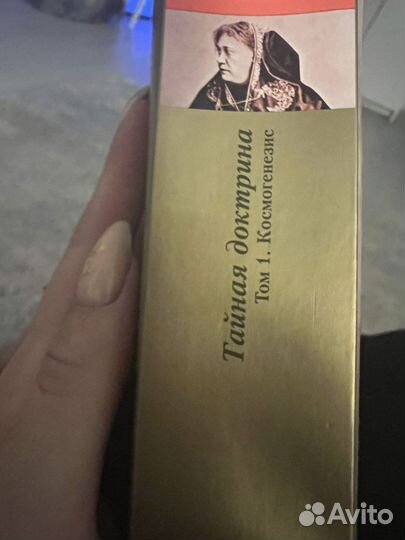 Тайная доктрина
Том 1. Космогенезис
Avito